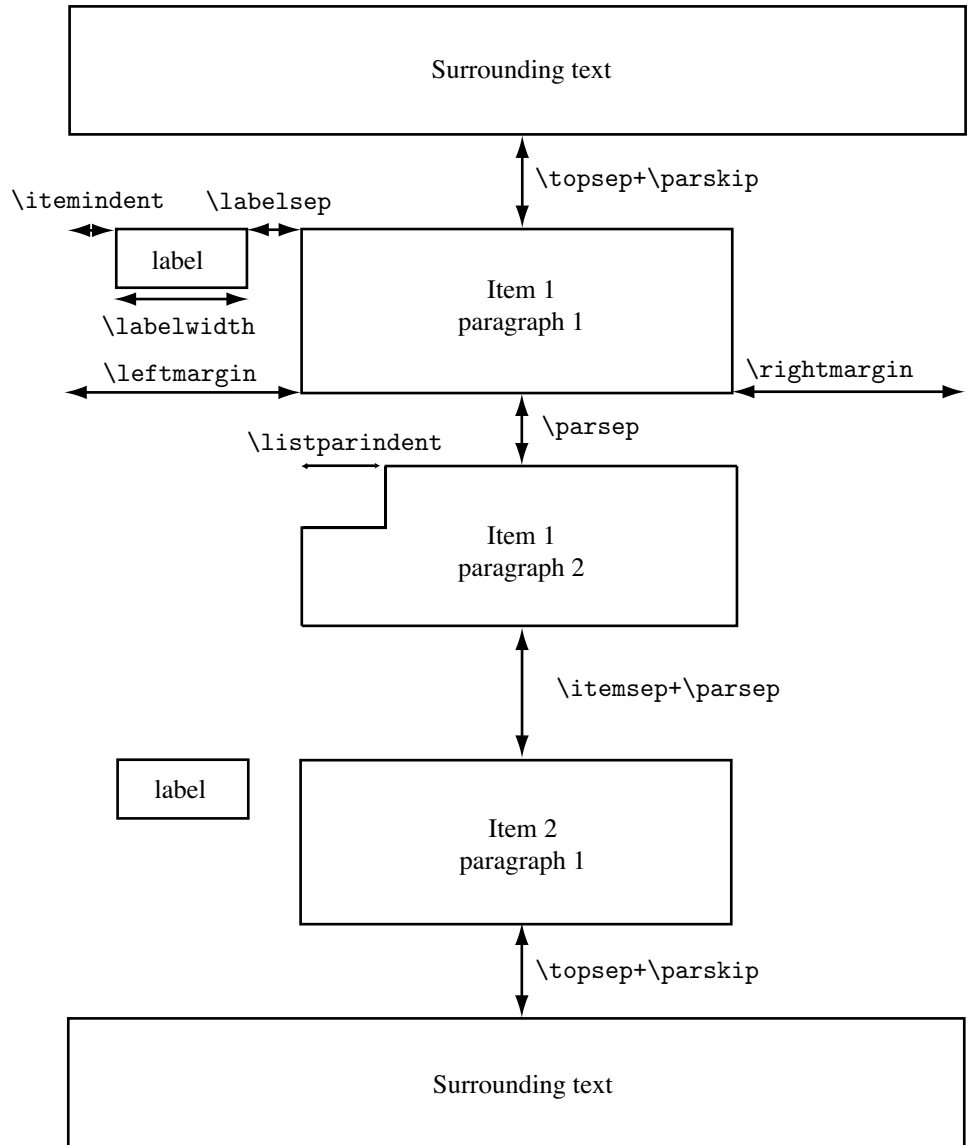 Surrounding text
\topsep+\parskip
\itemindent
\labelsep
label
Item 1
paragraph 1
\labelwidth
\leftmargin
\rightmargin
\parsep
\listparindent
Item 1
paragraph 2
\itemsep+\parsep
label
Item 2
paragraph 1
\topsep+\parskip
Surrounding text